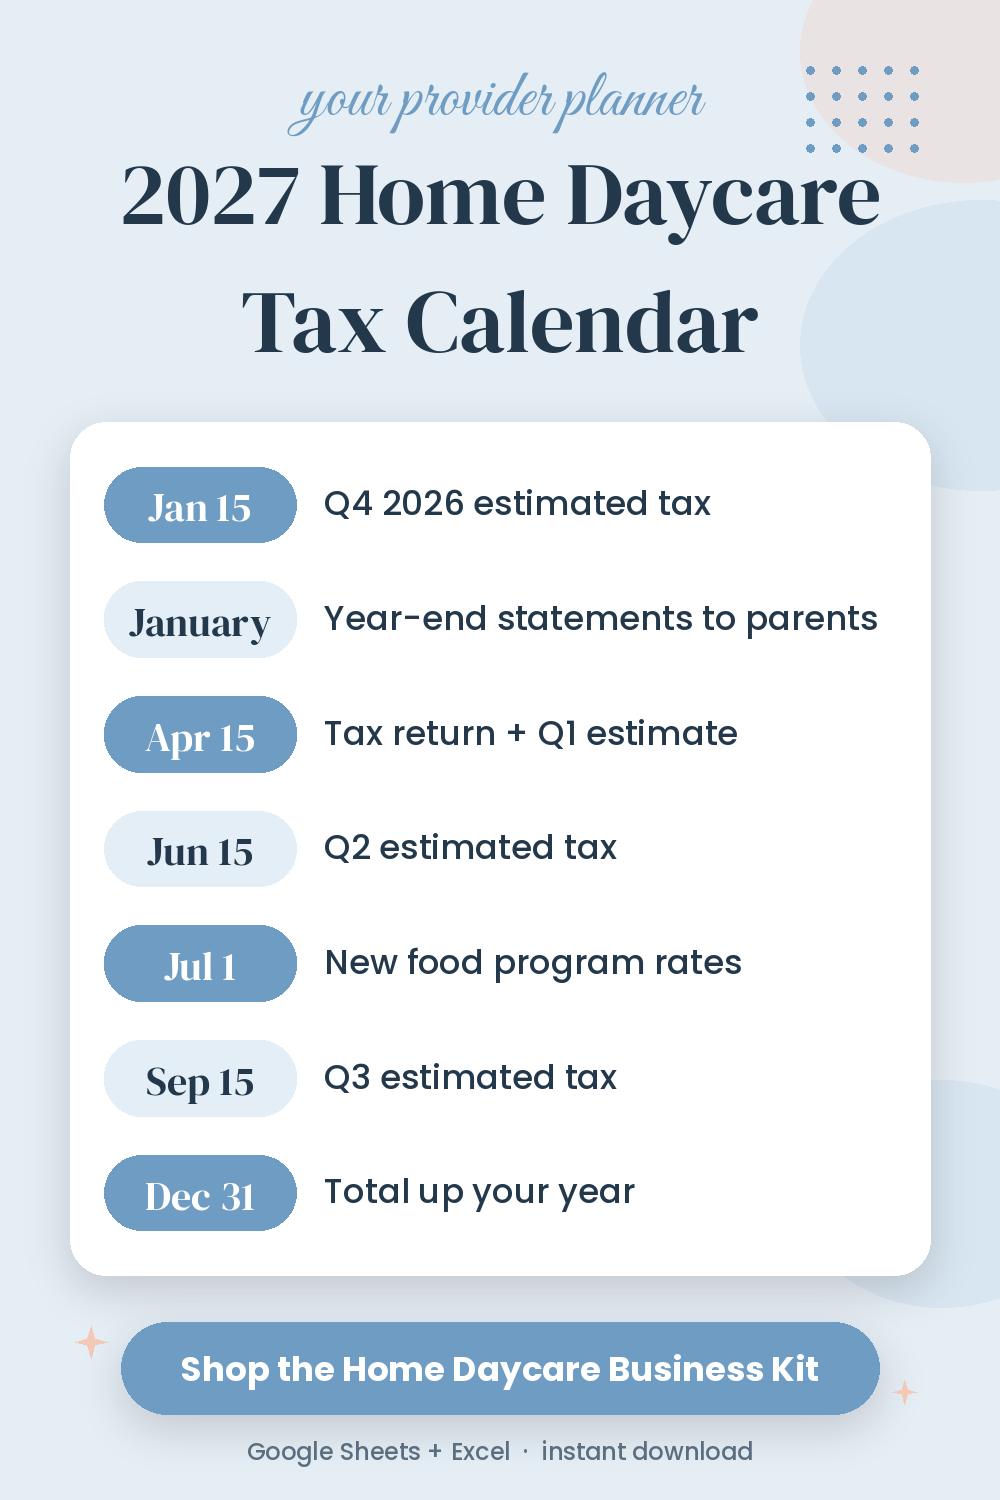 your provider planner
2027 Home Daycare
Tax Calendar
Jan 15 Q4 2026 estimated tax
January Year-end statements to parents
Apr 15 Tax return + Q1 estimate
Jun 15 Q2 estimated tax
Jul 1 New food program rates
Sep 15 Q3 estimated tax
Dec 31 Total up your year
Shop the Home Daycare Business Kit
Google Sheets + Excel · instant download